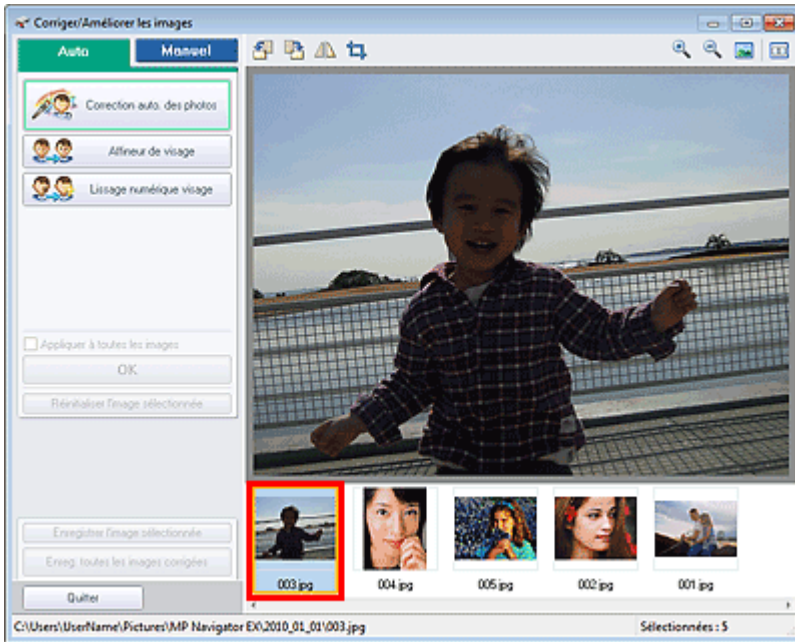 Corriger/Améliorer les images
Auto
Manuel
Correction auto. des photos
Affineur de visage
Lissage numérique visage
Appliquer à toutes les images
OK
Réinitialiser l'image sélectionnée
003.jpg
004.jpg
005.jpg
002.jpg
001.jpg
Enregistrer l'image sélectionnée
Enreg. toutes les images corrigées
Quitter
C:\Users\UserName\Pictures\MP Navigator EX\2010_01_01\003.jpg
Sélectionnées : 5